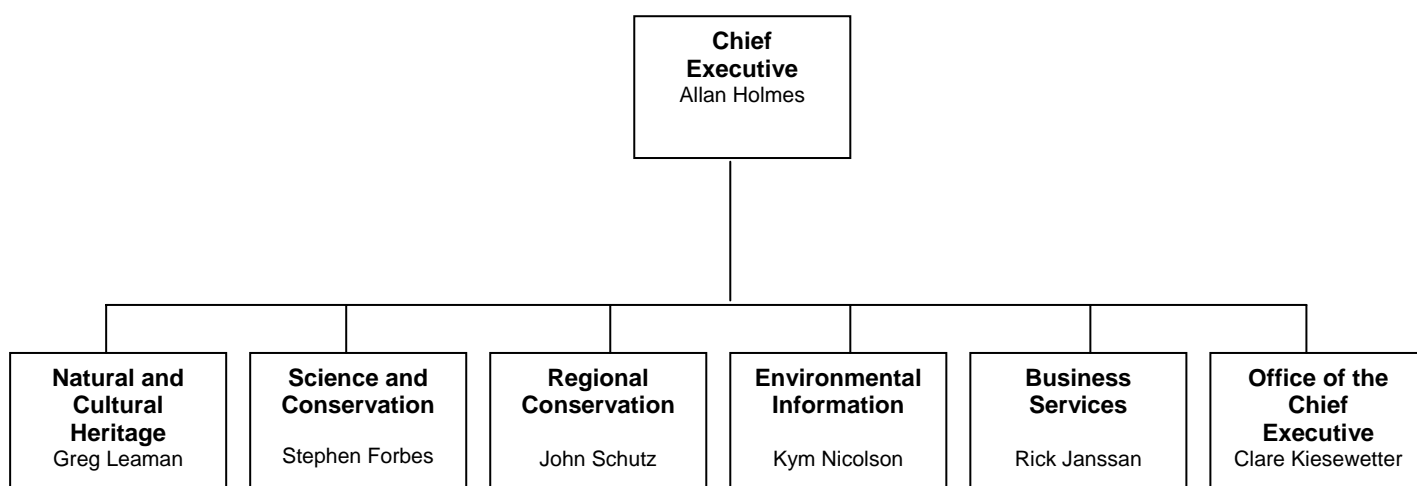 Chief
Executive
Allan Holmes
Natural and
Cultural
Heritage
Greg Leaman
Science and
Conservation
Stephen Forbes
Regional
Conservation
John Schutz
Environmental
Information
Kym Nicolson
Business
Services
Rick Janssan
Office of the
Chief
Executive
Clare Kiesewetter